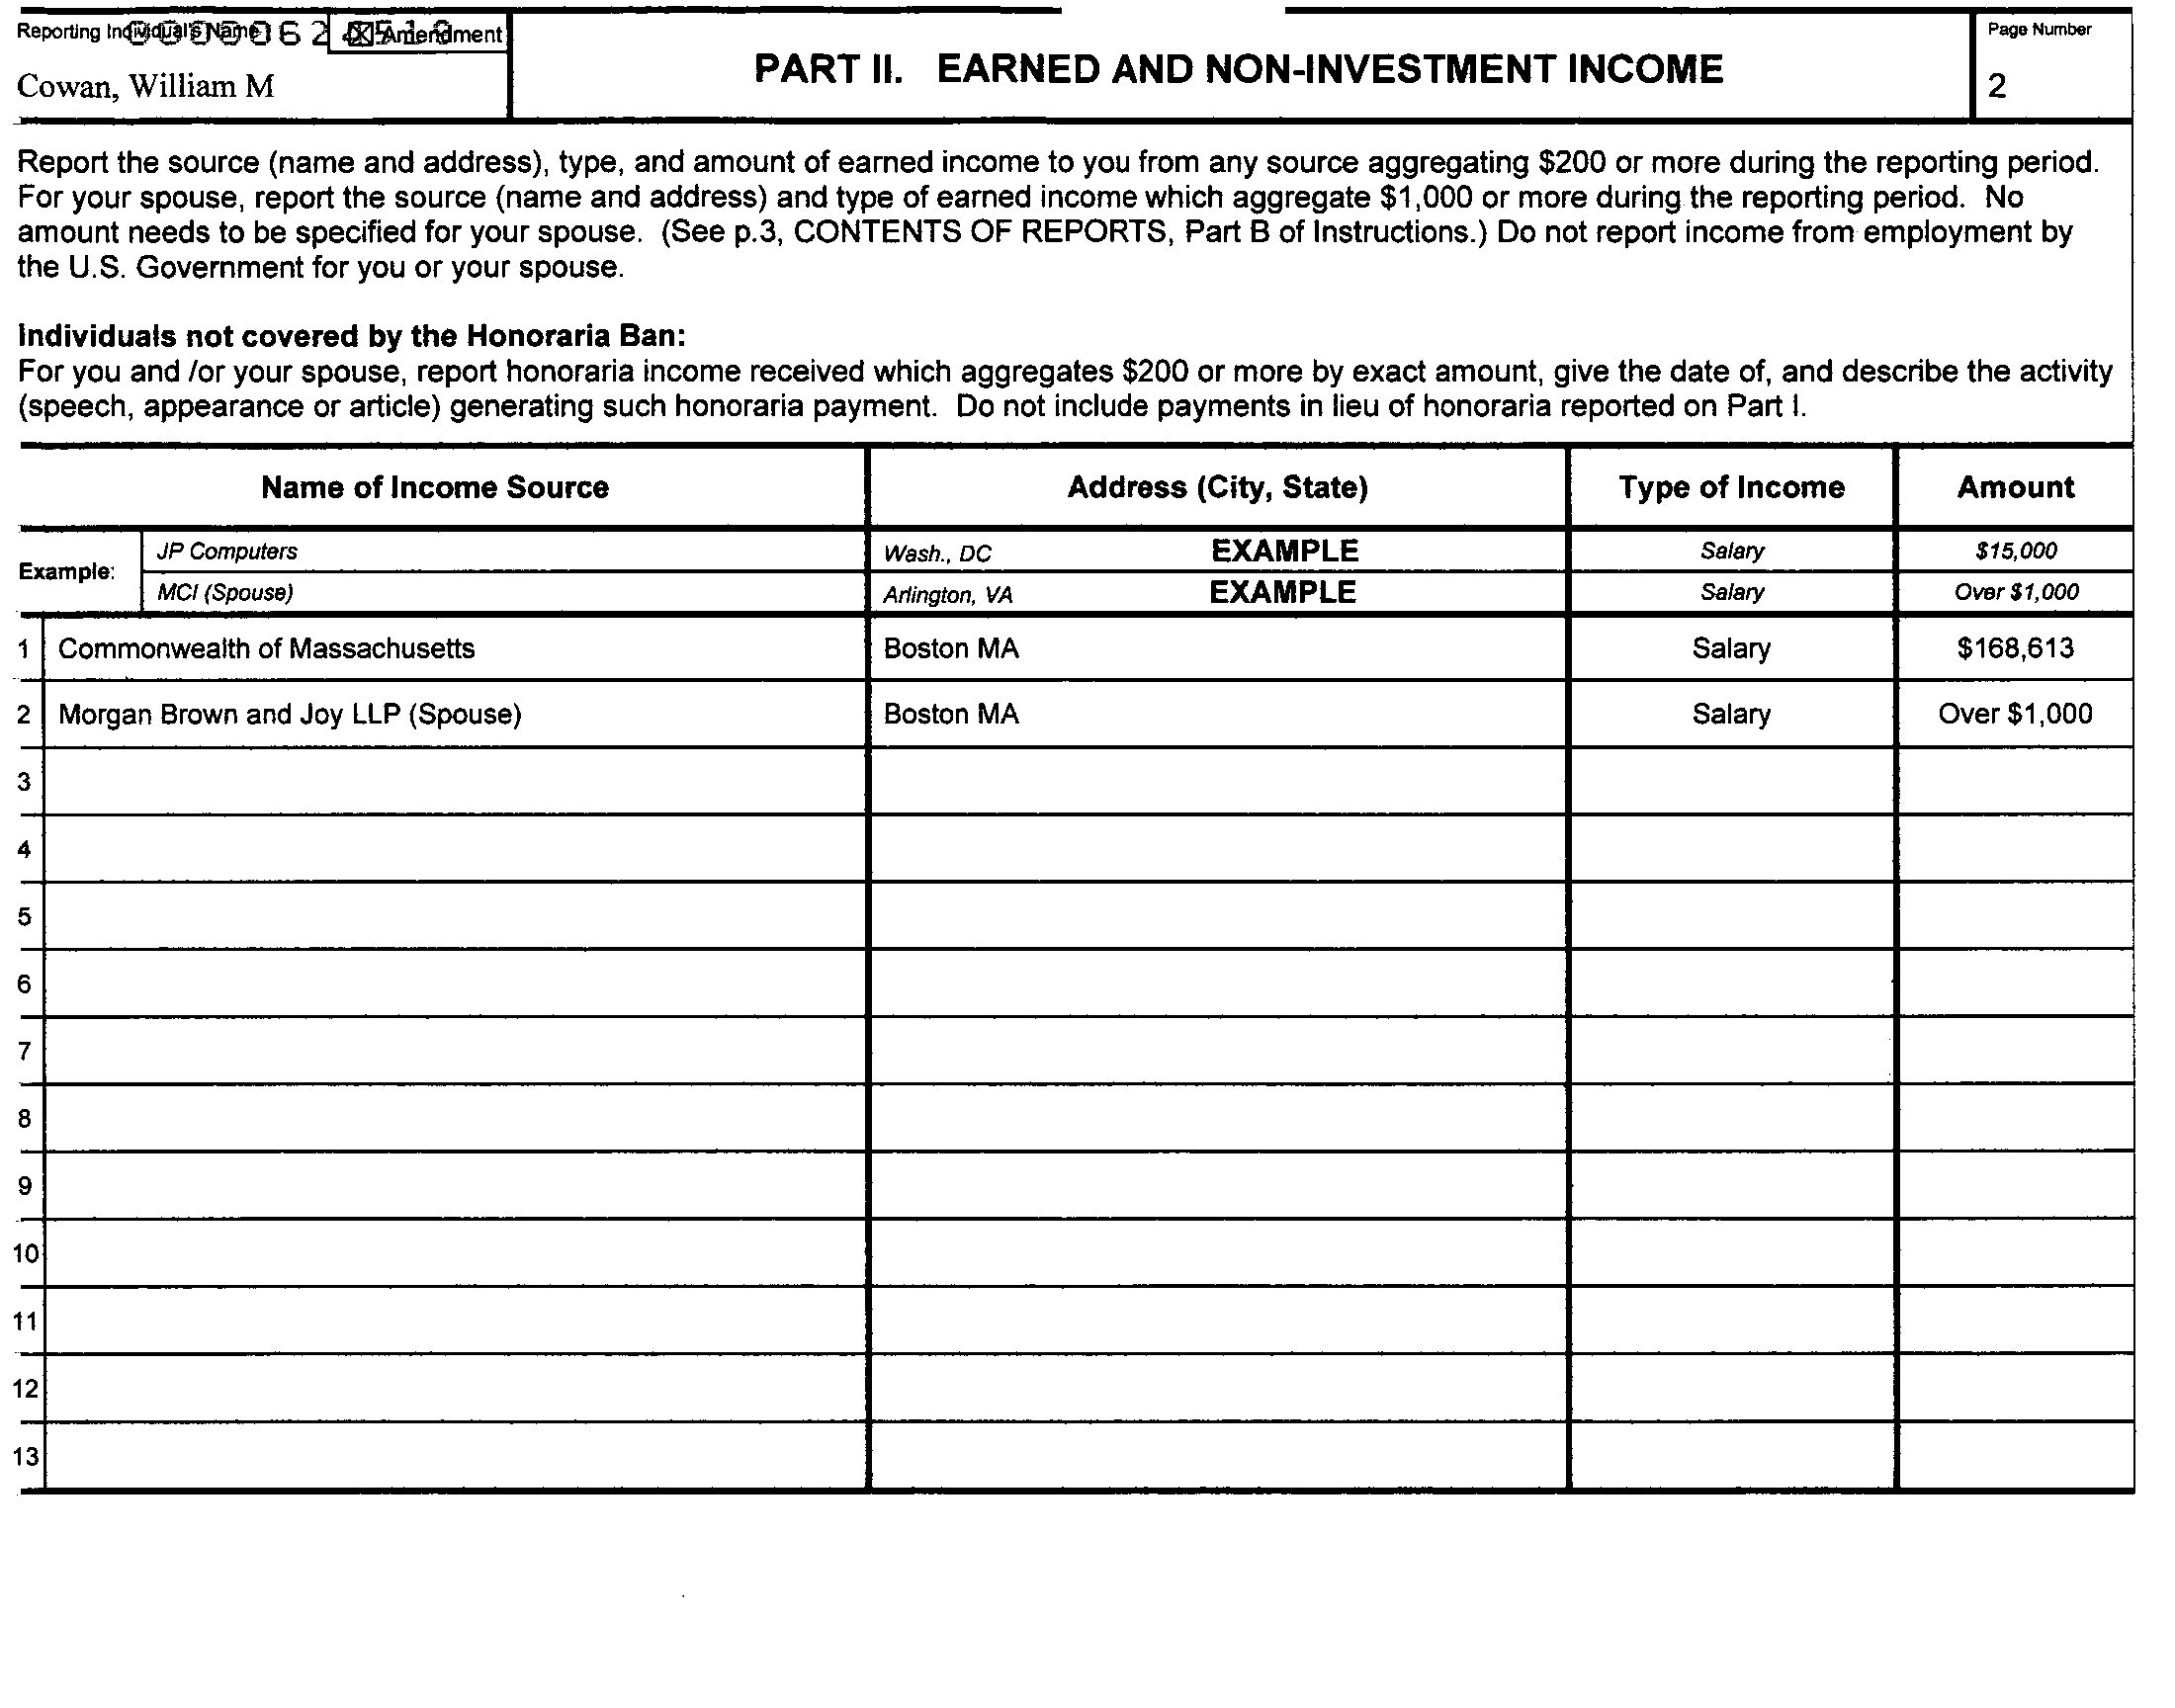 Reporting Individual's Name
Amendment
Cowan, William M
PART II. EARNED AND NON-INVESTMENT INCOME
Page Number
2
Report the source (name and address), type, and amount of earned income to you from any source aggregating $200 or more during the reporting period.
For your spouse, report the source (name and address) and type of earned income which aggregate $1,000 or more during the reporting period. No
amount needs to be specified for your spouse. (See p.3, CONTENTS OF REPORTS, Part B of Instructions.) Do not report income from employment by
the U.S. Government for you or your spouse.
Individuals not covered by the Honoraria Ban:
For you and /or your spouse, report honoraria income received which aggregates $200 or more by exact amount, give the date of, and describe the activity
(speech, appearance or article) generating such honoraria payment. Do not include payments in lieu of honoraria reported on Part I.
Name of Income Source Address (City, State) Type of Income Amount
Example:
JP Computers Wash., DC EXAMPLE Salary $15,000
MCI (Spouse) Arlington, VA EXAMPLE Salary Over $1,000
1 Commonwealth of Massachusetts Boston MA Salary $168,613
2 Morgan Brown and Joy LLP (Spouse) Boston MA Salary Over $1,000
3
4
5
6
7
8
9
10
11
12
13